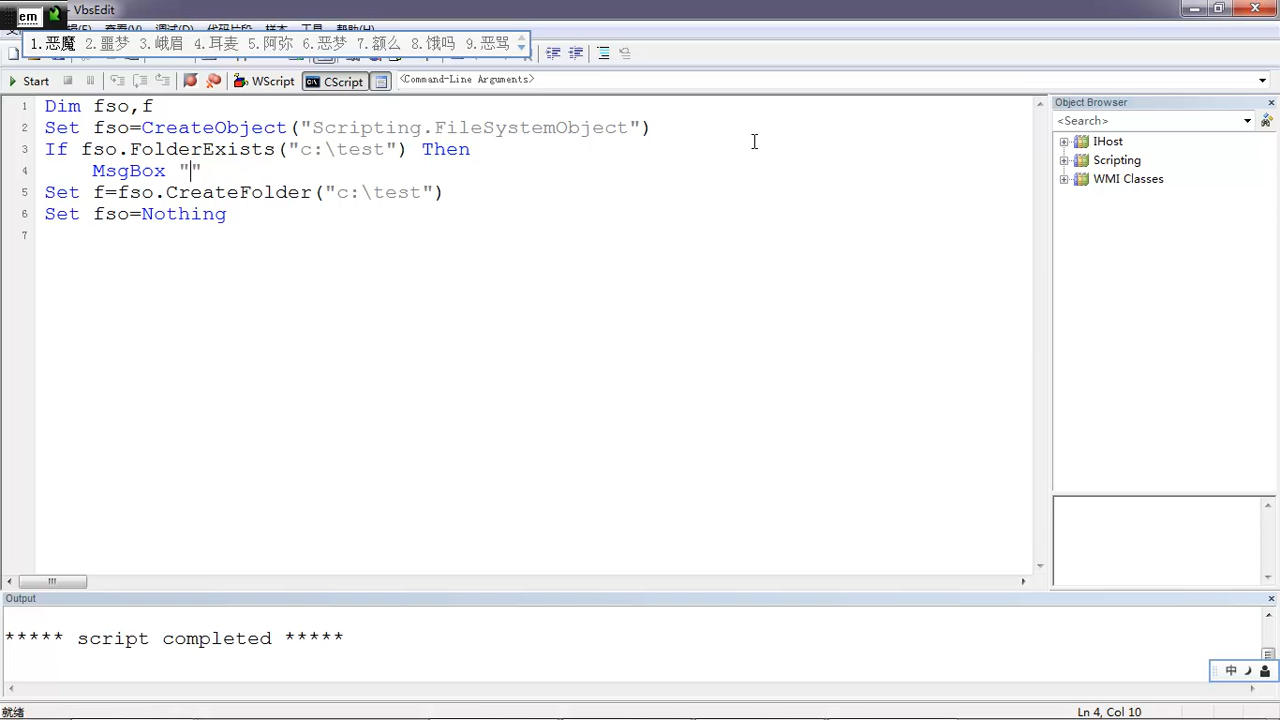 em
- VbsEdit
1.恶魔 2.噩梦 3.峨眉 4.耳麦 5.阿弥 6.恶梦 7.额么 8.饿吗 9.恶骂
Start
WScript
CScript
<Command-Line Arguments>
1 Dim fso,f
2 Set fso=CreateObject("Scripting.FileSystemObject")
3 If fso.FolderExists("c:\test") Then
4 MsgBox ""
5 Set f=fso.CreateFolder("c:\test")
6 Set fso=Nothing
7
Object Browser
<Search>
IHost
Scripting
WMI Classes
Output
***** script completed *****
中
就绪
Ln 4, Col 10